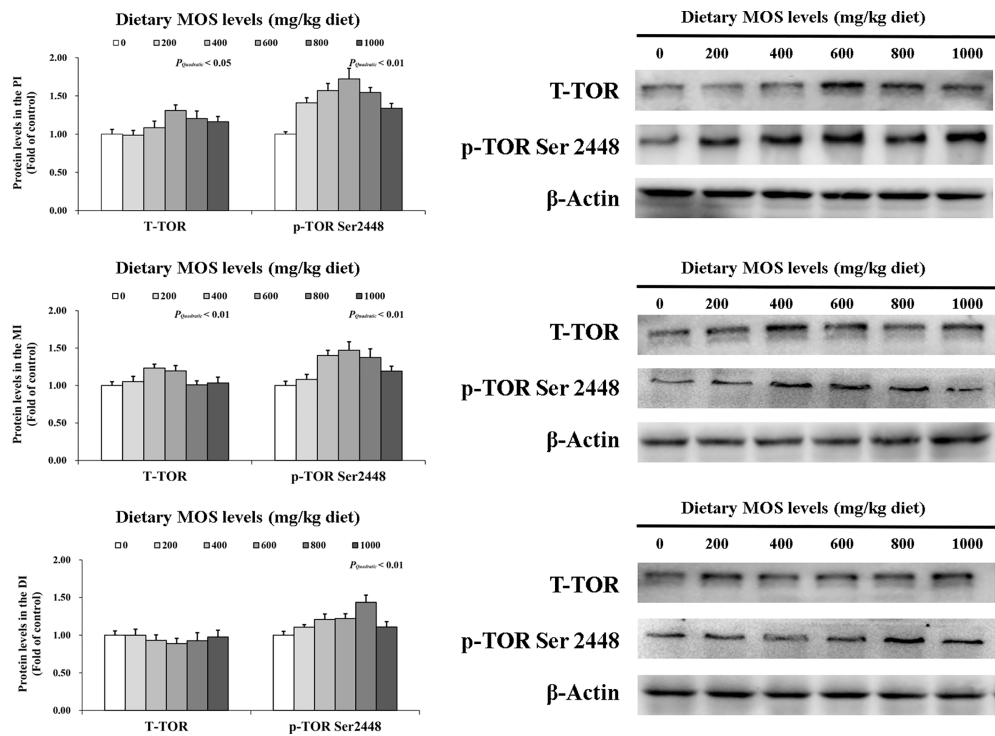 Dietary MOS levels (mg/kg diet)
0 200 400 600 800 1000
P Quadratic < 0.05 P Quadratic < 0.01
Protein levels in the PI
(Fold of control)
2.00
1.50
1.00
0.50
0.00
T-TOR p-TOR Ser2448
Dietary MOS levels (mg/kg diet)
0 200 400 600 800 1000
T-TOR
p-TOR Ser 2448
β-Actin
Dietary MOS levels (mg/kg diet)
0 200 400 600 800 1000
P Quadratic < 0.01 P Quadratic < 0.01
Protein levels in the MI
(Fold of control)
2.00
1.50
1.00
0.50
0.00
T-TOR p-TOR Ser2448
Dietary MOS levels (mg/kg diet)
0 200 400 600 800 1000
T-TOR
p-TOR Ser 2448
β-Actin
Dietary MOS levels (mg/kg diet)
0 200 400 600 800 1000
P Quadratic < 0.01
Protein levels in the DI
(Fold of control)
2.00
1.50
1.00
0.50
0.00
T-TOR p-TOR Ser2448
Dietary MOS levels (mg/kg diet)
0 200 400 600 800 1000
T-TOR
p-TOR Ser 2448
β-Actin